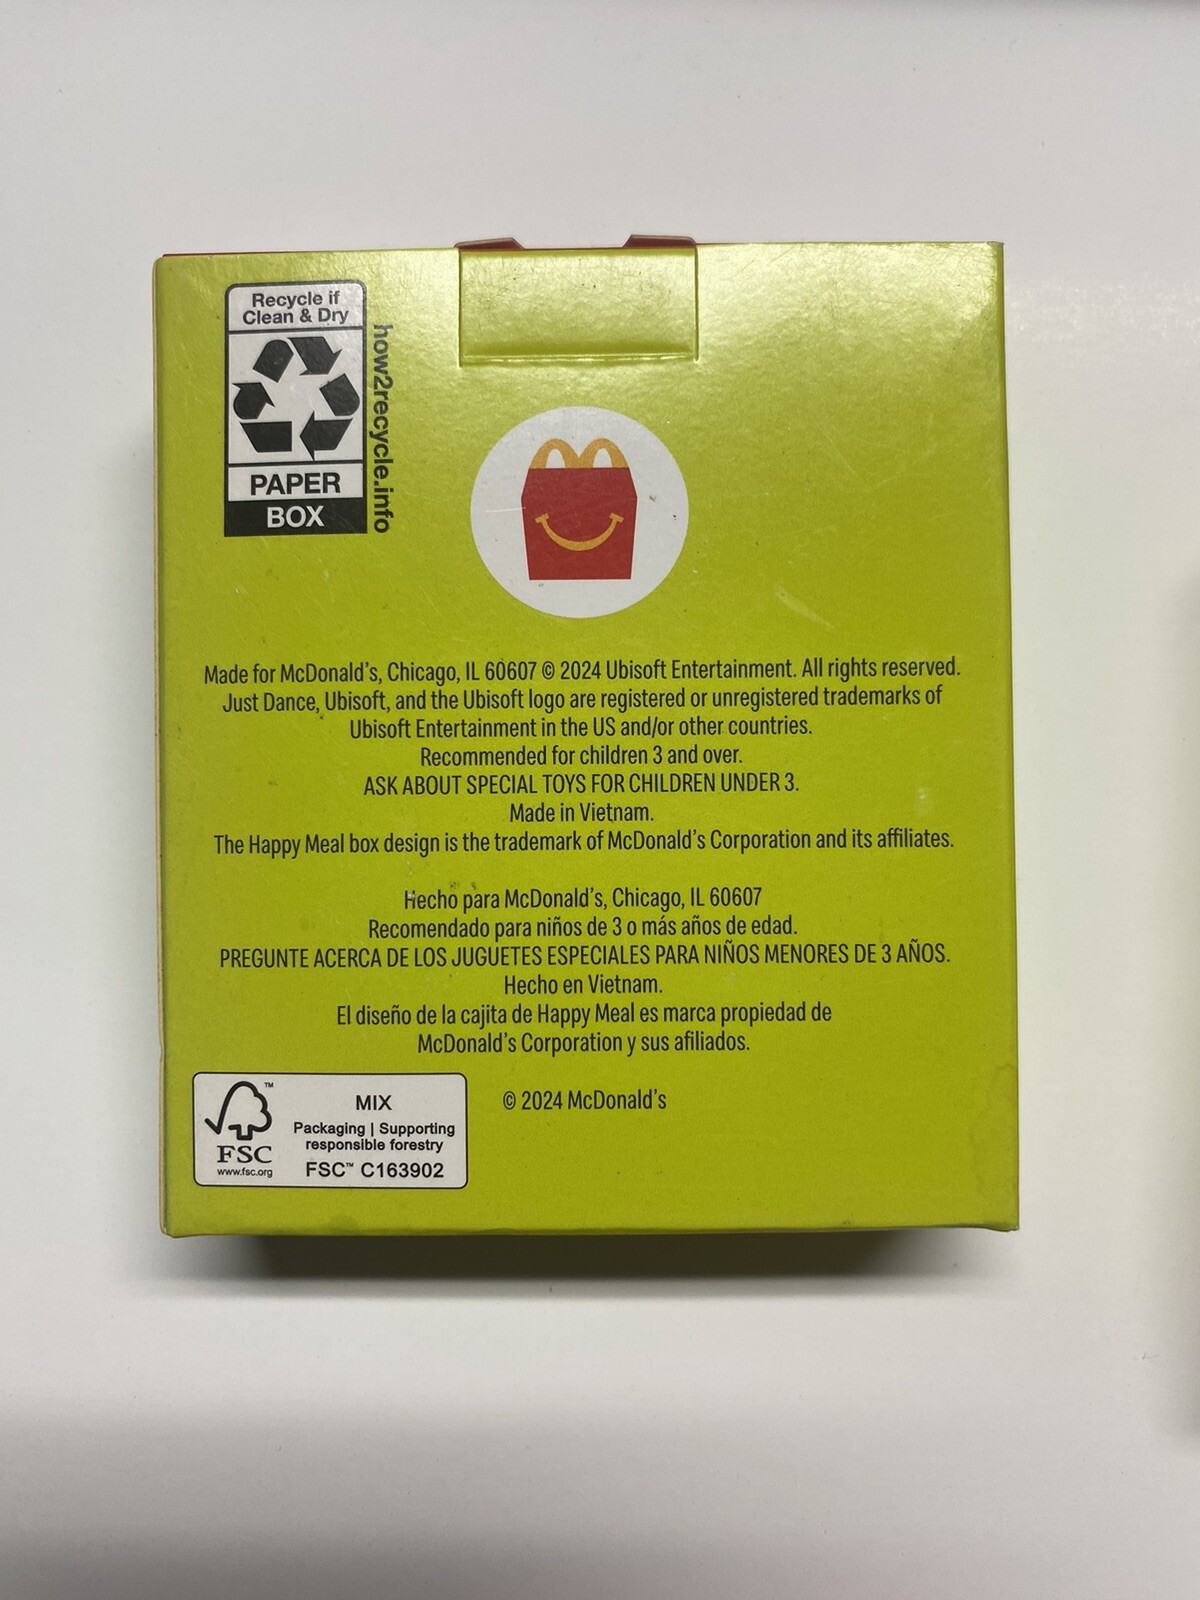 Recycle if
Clean & Dry
PAPER
BOX
how2recycle.info
Made for McDonald's, Chicago, IL 60607 © 2024 Ubisoft Entertainment. All rights reserved.
Just Dance, Ubisoft, and the Ubisoft logo are registered or unregistered trademarks of
Ubisoft Entertainment in the US and/or other countries.
Recommended for children 3 and over.
ASK ABOUT SPECIAL TOYS FOR CHILDREN UNDER 3.
Made in Vietnam.
The Happy Meal box design is the trademark of McDonald's Corporation and its affiliates.
Hecho para McDonald's, Chicago, IL 60607
Recomendado para niños de 3 o más años de edad.
PREGUNTE ACERCA DE LOS JUGUETES ESPECIALES PARA NIÑOS MENORES DE 3 AÑOS.
Hecho en Vietnam.
El diseño de la cajita de Happy Meal es marca propiedad de
McDonald's Corporation y sus afiliados.
© 2024 McDonald's
™
FSC
www.fsc.org
MIX
Packaging | Supporting
responsible forestry
FSC™ C163902